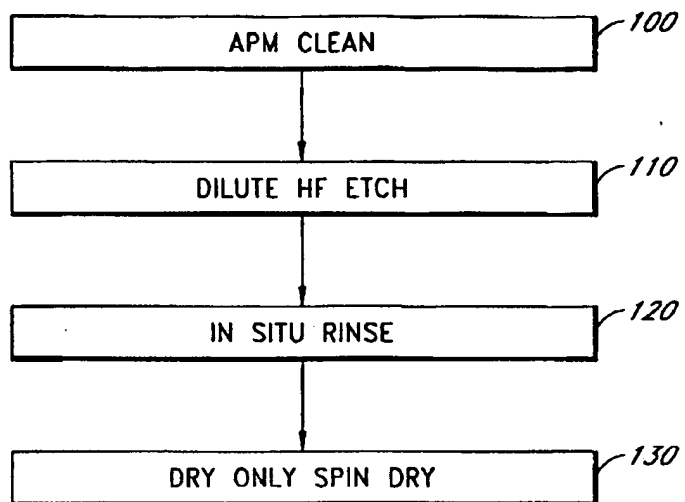 APM CLEAN
100
DILUTE HF ETCH
110
IN SITU RINSE
120
DRY ONLY SPIN DRY
130